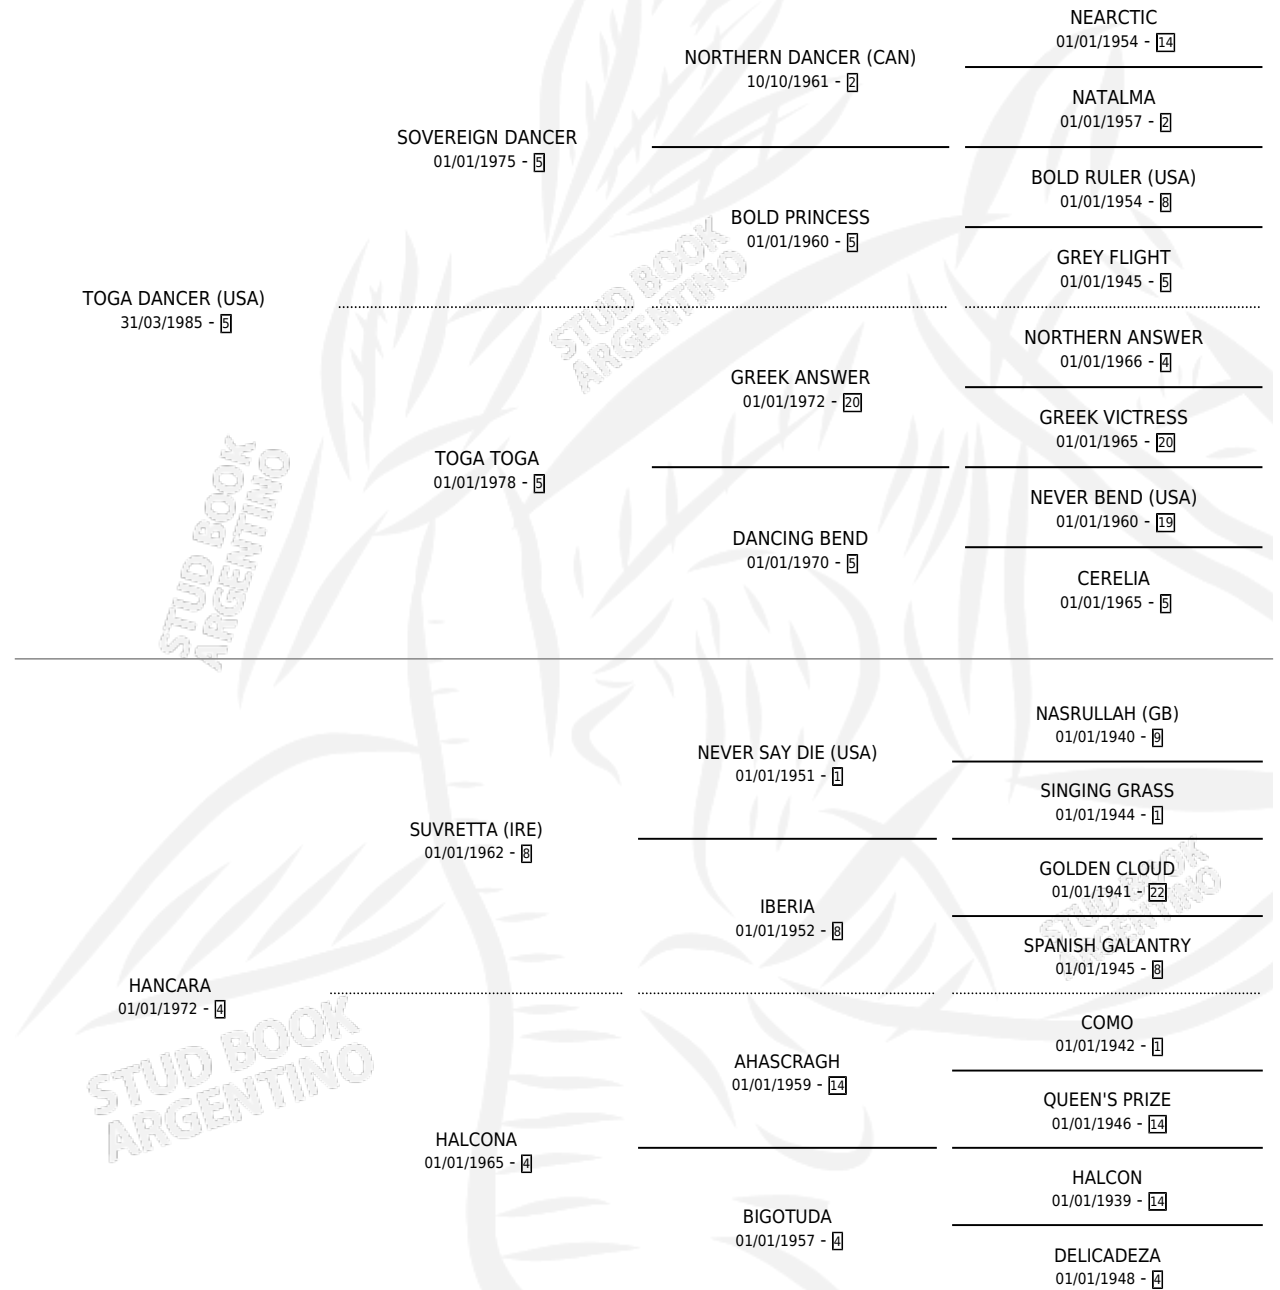 NEARCTIC
01/01/1954 - 14
NORTHERN DANCER (CAN)
10/10/1961 - 2
NATALMA
01/01/1957 - 2
SOVEREIGN DANCER
01/01/1975 - 5
BOLD RULER (USA)
01/01/1954 - 8
BOLD PRINCESS
01/01/1960 - 5
GREY FLIGHT
01/01/1945 - 5
STUD BOOK
ARGENTINO
TOGA DANCER (USA)
31/03/1985 - 5
NORTHERN ANSWER
01/01/1966 - 4
GREEK ANSWER
01/01/1972 - 20
GREEK VICTRESS
01/01/1965 - 20
TOGA TOGA
01/01/1978 - 5
NEVER BEND (USA)
01/01/1960 - 19
DANCING BEND
01/01/1970 - 5
CERELIA
01/01/1965 - 5
STUD BOOK
ARGENTINO
NASRULLAH (GB)
01/01/1940 - 9
NEVER SAY DIE (USA)
01/01/1951 - 1
SINGING GRASS
01/01/1944 - 1
SUVRETTA (IRE)
01/01/1962 - 8
GOLDEN CLOUD
01/01/1941 - 22
IBERIA
01/01/1952 - 8
SPANISH GALANTRY
01/01/1945 - 8
STUD BOOK
ARGENTINO
HANCARA
01/01/1972 - 4
COMO
01/01/1942 - 1
AHASCRAGH
01/01/1959 - 14
QUEEN'S PRIZE
01/01/1946 - 14
STUD BOOK
ARGENTINO
HALCONA
01/01/1965 - 4
HALCON
01/01/1939 - 14
BIGOTUDA
01/01/1957 - 4
DELICADEZA
01/01/1948 - 4